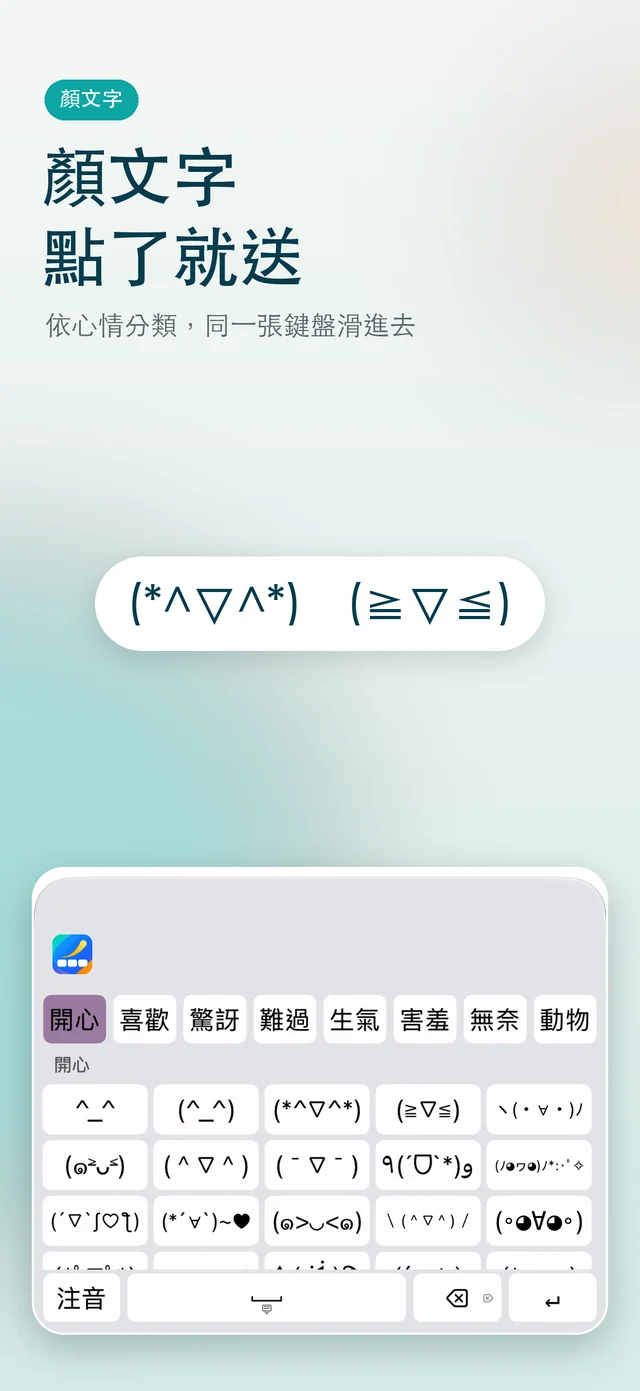 顏文字
顏文字
點了就送
依心情分類，同一張鍵盤滑進去
(*^▽^*) (≧▽≦)
開心 喜歡 驚訝 難過 生氣 害羞 無奈 動物
開心
^_^ (^_^) (*^▽^*) (≧▽≦) ヽ(・∀・)ﾉ
(๑≥ᴗ≤) ( ^ ▽ ^ ) ( ¯ ▽ ¯ ) ٩(ˊᗜˋ*)و (ﾉ◕ヮ◕)ﾉ*:･ﾟ✧
(ˊ▽ˋʃ♡ƪ) (*ˊ∀ˋ)~♥ (๑>◡<๑) \ ( ^ ▽ ^ ) / (∘◕∀◕∘)
注音